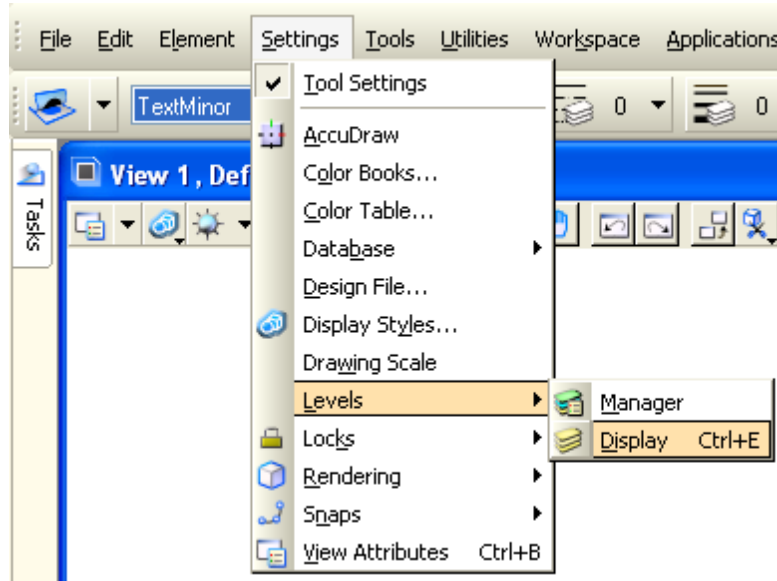 File Edit Element Settings Tools Utilities Workspace Applications
TextMinor 0 0
Tool Settings
AccuDraw
Color Books...
Color Table...
Database
Design File...
Display Styles...
Drawing Scale
Levels
Locks
Rendering
Snaps
View Attributes Ctrl+B
Manager
Display Ctrl+E
View 1, Def
Tasks